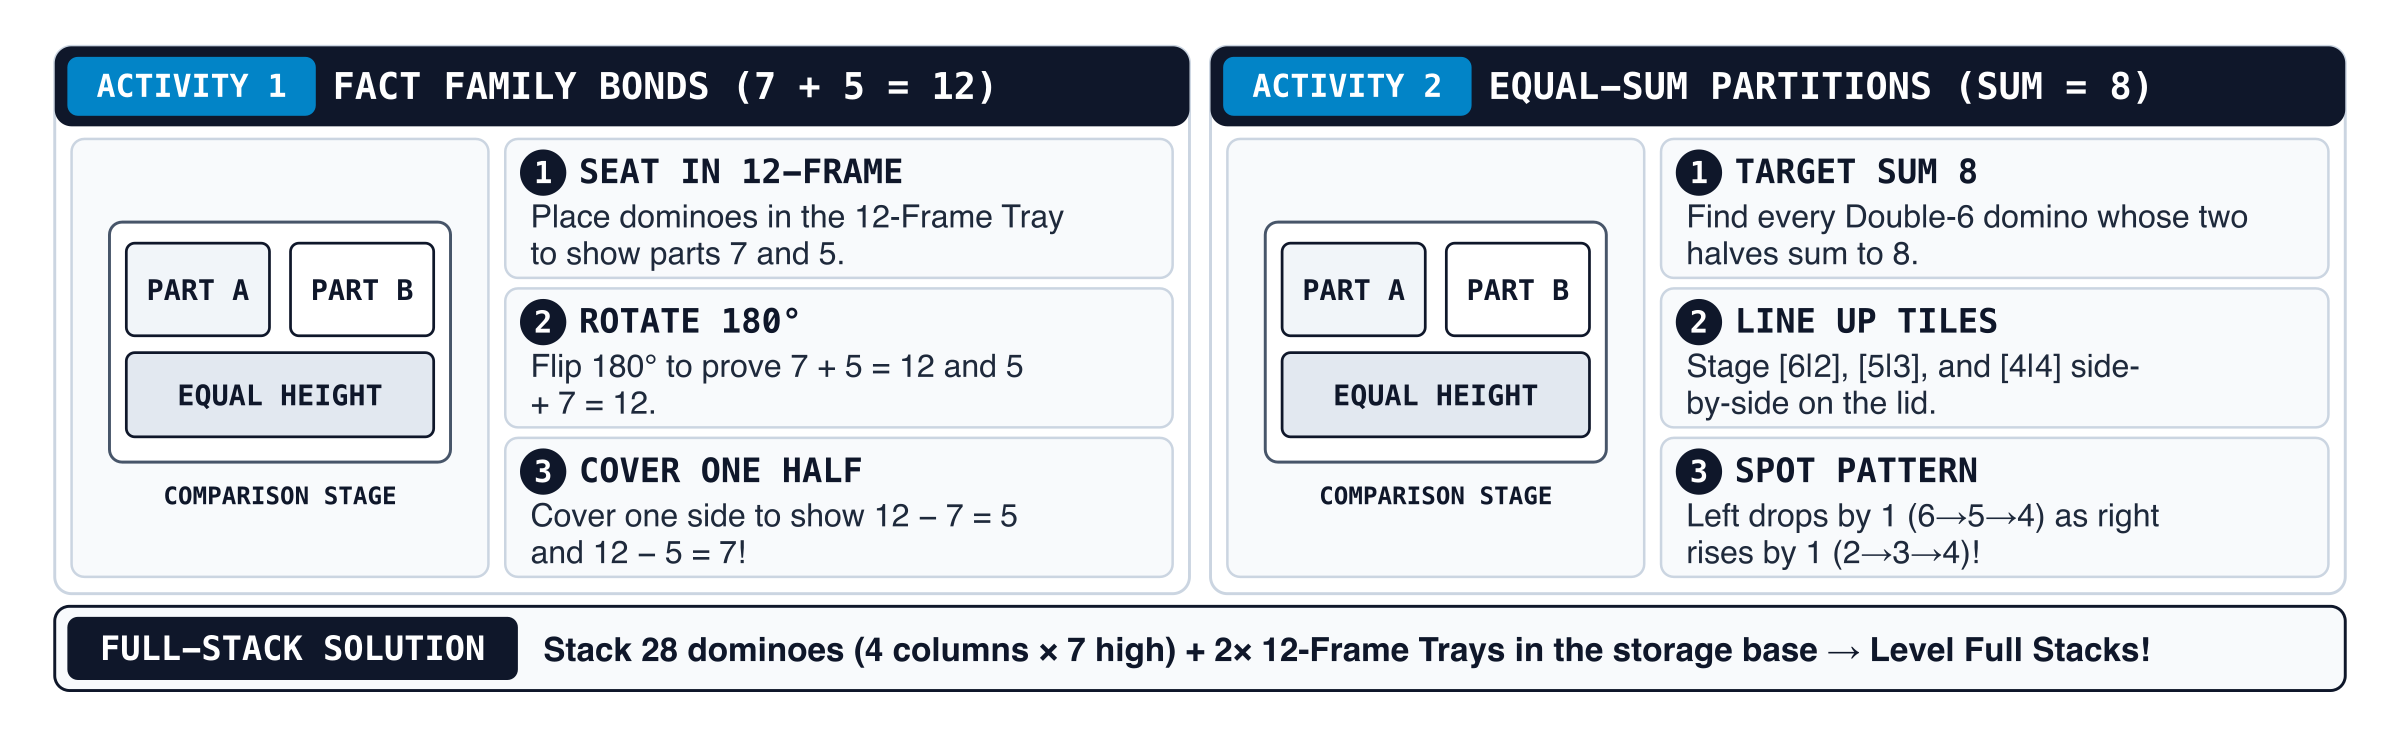 ACTIVITY 1 FACT FAMILY BONDS (7 + 5 = 12)
PART A PART B
EQUAL HEIGHT
COMPARISON STAGE
1 SEAT IN 12–FRAME
Place dominoes in the 12-Frame Tray
to show parts 7 and 5.
2 ROTATE 180°
Flip 180° to prove 7 + 5 = 12 and 5
+ 7 = 12.
3 COVER ONE HALF
Cover one side to show 12 – 7 = 5
and 12 – 5 = 7!
ACTIVITY 2 EQUAL–SUM PARTITIONS (SUM = 8)
PART A PART B
EQUAL HEIGHT
COMPARISON STAGE
1 TARGET SUM 8
Find every Double-6 domino whose two
halves sum to 8.
2 LINE UP TILES
Stage [6|2], [5|3], and [4|4] side-
by-side on the lid.
3 SPOT PATTERN
Left drops by 1 (6→5→4) as right
rises by 1 (2→3→4)!
FULL–STACK SOLUTION Stack 28 dominoes (4 columns × 7 high) + 2× 12-Frame Trays in the storage base → Level Full Stacks!